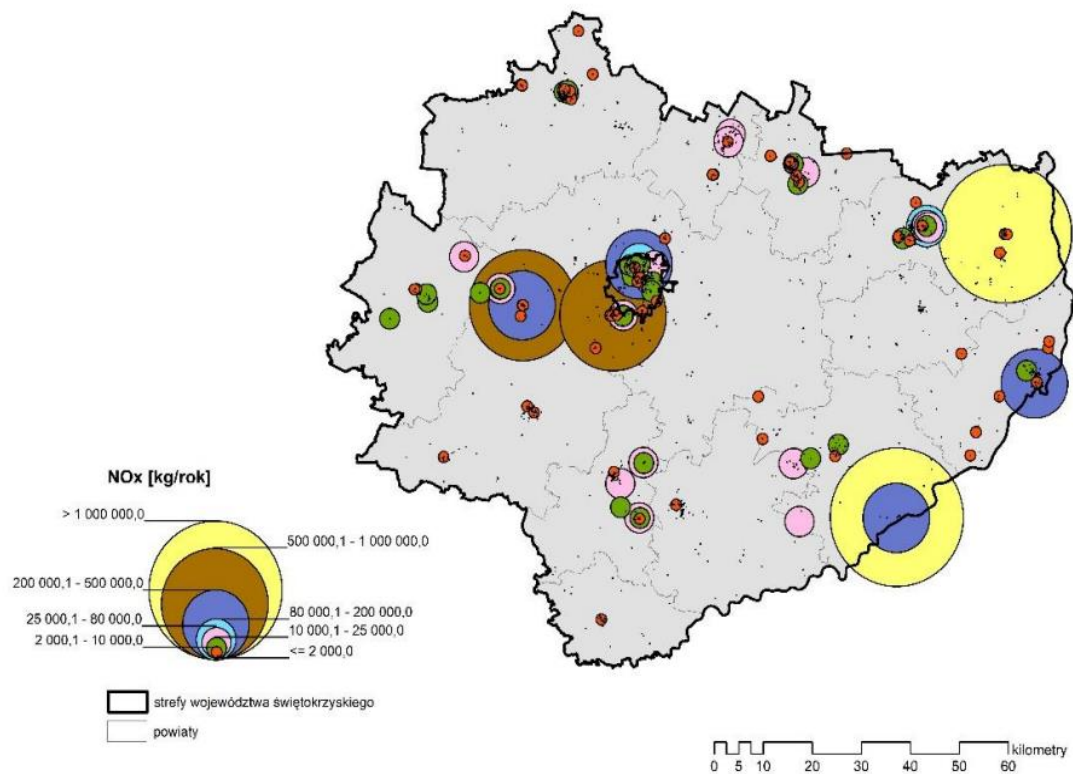 NOx [kg/rok]
> 1 000 000,0
500 000,1 - 1 000 000,0
200 000,1 - 500 000,0
80 000,1 - 200 000,0
25 000,1 - 80 000,0
10 000,1 - 25 000,0
2 000,1 - 10 000,0
<= 2 000,0
strefy województwa świętokrzyskiego
powiaty
kilometry
0 5 10 20 30 40 50 60